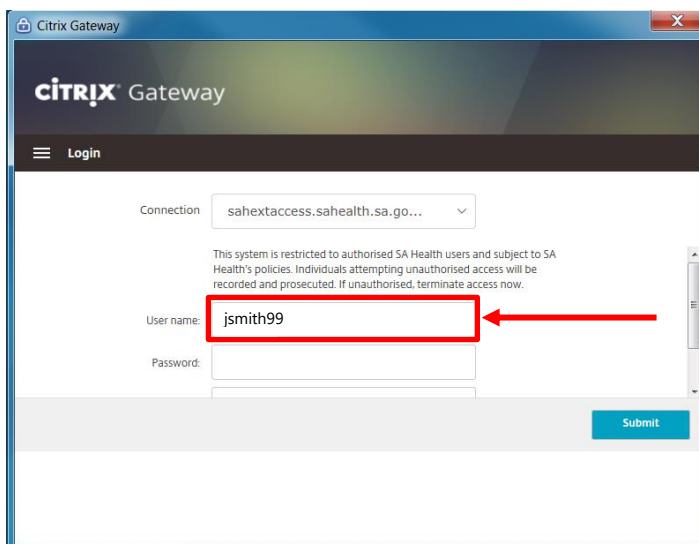 Citrix Gateway
CİTRIX Gateway
Login
Connection
sahextaccess.sahealth.sa.go...
This system is restricted to authorised SA Health users and subject to SA
Health's policies. Individuals attempting unauthorised access will be
recorded and prosecuted. If unauthorised, terminate access now.
User name:
jsmith99
Password:
Submit